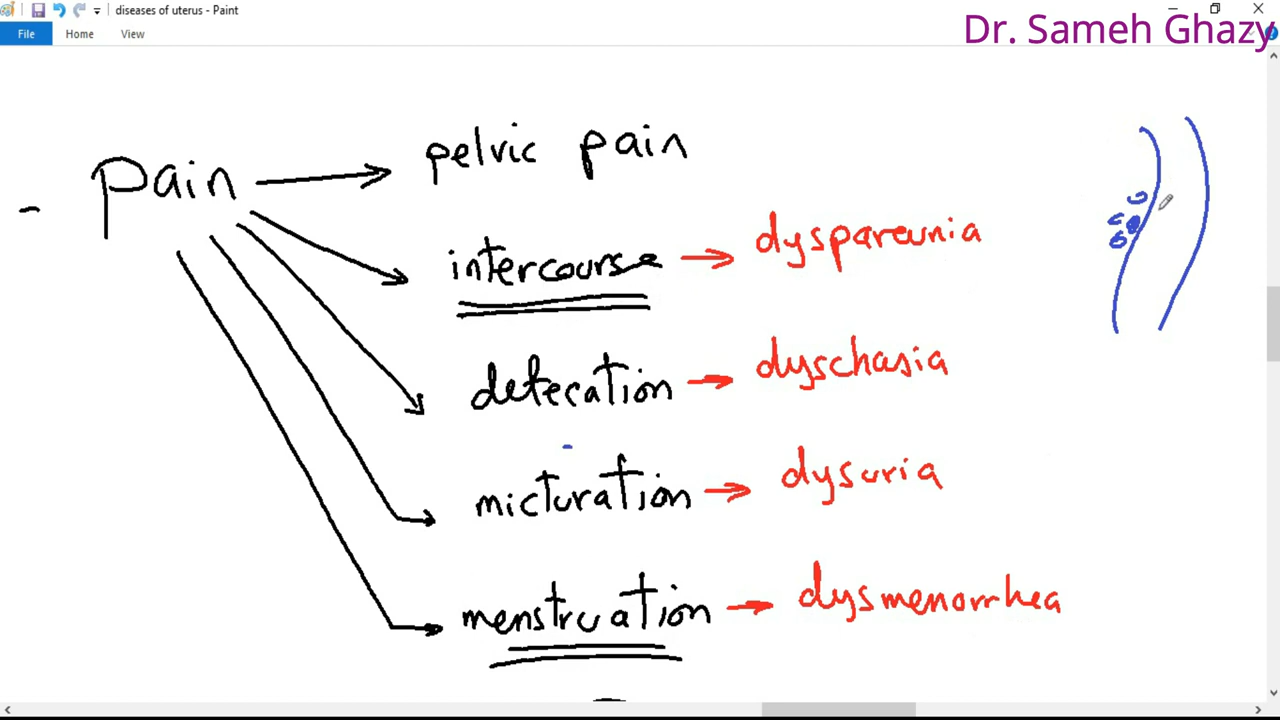 diseases of uterus - Paint
Dr. Sameh Ghazy
File Home View
- Pain → pelvic pain
intercourse → dyspareunia
defecation → dyschasia
micturation → dysuria
menstruation → dysmenorrhea